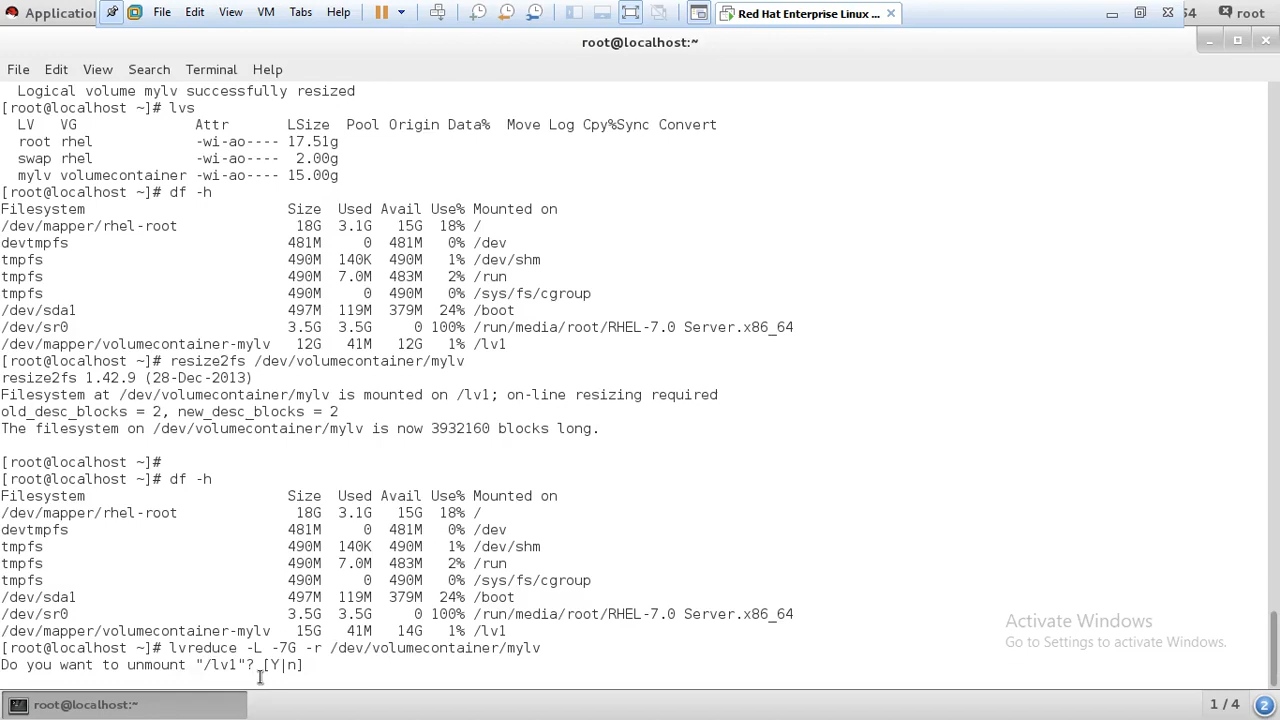 File Edit View VM Tabs Help Red Hat Enterprise Linux ... 54 root
root@localhost:~
File Edit View Search Terminal Help
Logical volume mylv successfully resized
[root@localhost ~]# lvs
LV VG Attr LSize Pool Origin Data% Move Log Cpy%Sync Convert
root rhel -wi-ao---- 17.51g
swap rhel -wi-ao---- 2.00g
mylv volumecontainer -wi-ao---- 15.00g
[root@localhost ~]# df -h
Filesystem Size Used Avail Use% Mounted on
/dev/mapper/rhel-root 18G 3.1G 15G 18% /
devtmpfs 481M 0 481M 0% /dev
tmpfs 490M 140K 490M 1% /dev/shm
tmpfs 490M 7.0M 483M 2% /run
tmpfs 490M 0 490M 0% /sys/fs/cgroup
/dev/sda1 497M 119M 379M 24% /boot
/dev/sr0 3.5G 3.5G 0 100% /run/media/root/RHEL-7.0 Server.x86_64
/dev/mapper/volumecontainer-mylv 12G 41M 12G 1% /lv1
[root@localhost ~]# resize2fs /dev/volumecontainer/mylv
resize2fs 1.42.9 (28-Dec-2013)
Filesystem at /dev/volumecontainer/mylv is mounted on /lv1; on-line resizing required
old_desc_blocks = 2, new_desc_blocks = 2
The filesystem on /dev/volumecontainer/mylv is now 3932160 blocks long.
[root@localhost ~]#
[root@localhost ~]# df -h
Filesystem Size Used Avail Use% Mounted on
/dev/mapper/rhel-root 18G 3.1G 15G 18% /
devtmpfs 481M 0 481M 0% /dev
tmpfs 490M 140K 490M 1% /dev/shm
tmpfs 490M 7.0M 483M 2% /run
tmpfs 490M 0 490M 0% /sys/fs/cgroup
/dev/sda1 497M 119M 379M 24% /boot
/dev/sr0 3.5G 3.5G 0 100% /run/media/root/RHEL-7.0 Server.x86_64
/dev/mapper/volumecontainer-mylv 15G 41M 14G 1% /lv1
[root@localhost ~]# lvreduce -L -7G -r /dev/volumecontainer/mylv
Do you want to unmount "/lv1"? [Y|n]
Activate Windows
Go to Settings to activate Windows.
root@localhost:~ 1 / 4 2